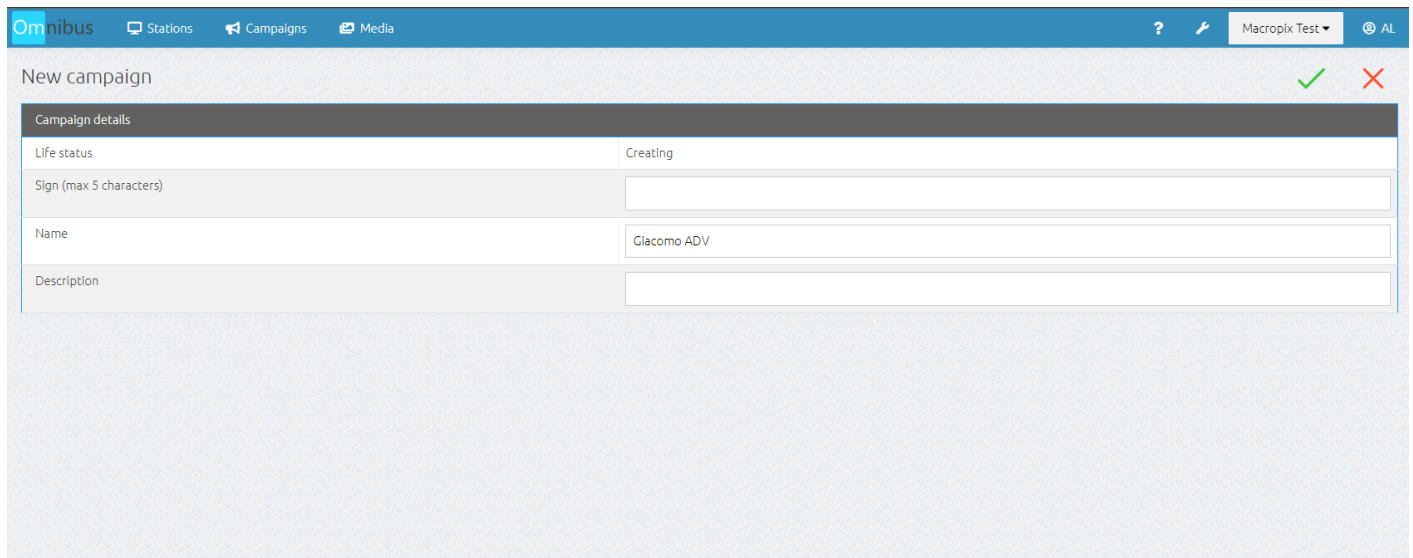 Omnibus Stations Campaigns Media ? Macropix Test AL
New campaign
Campaign details
Life status Creating
Sign (max 5 characters)
Name Giacomo ADV
Description